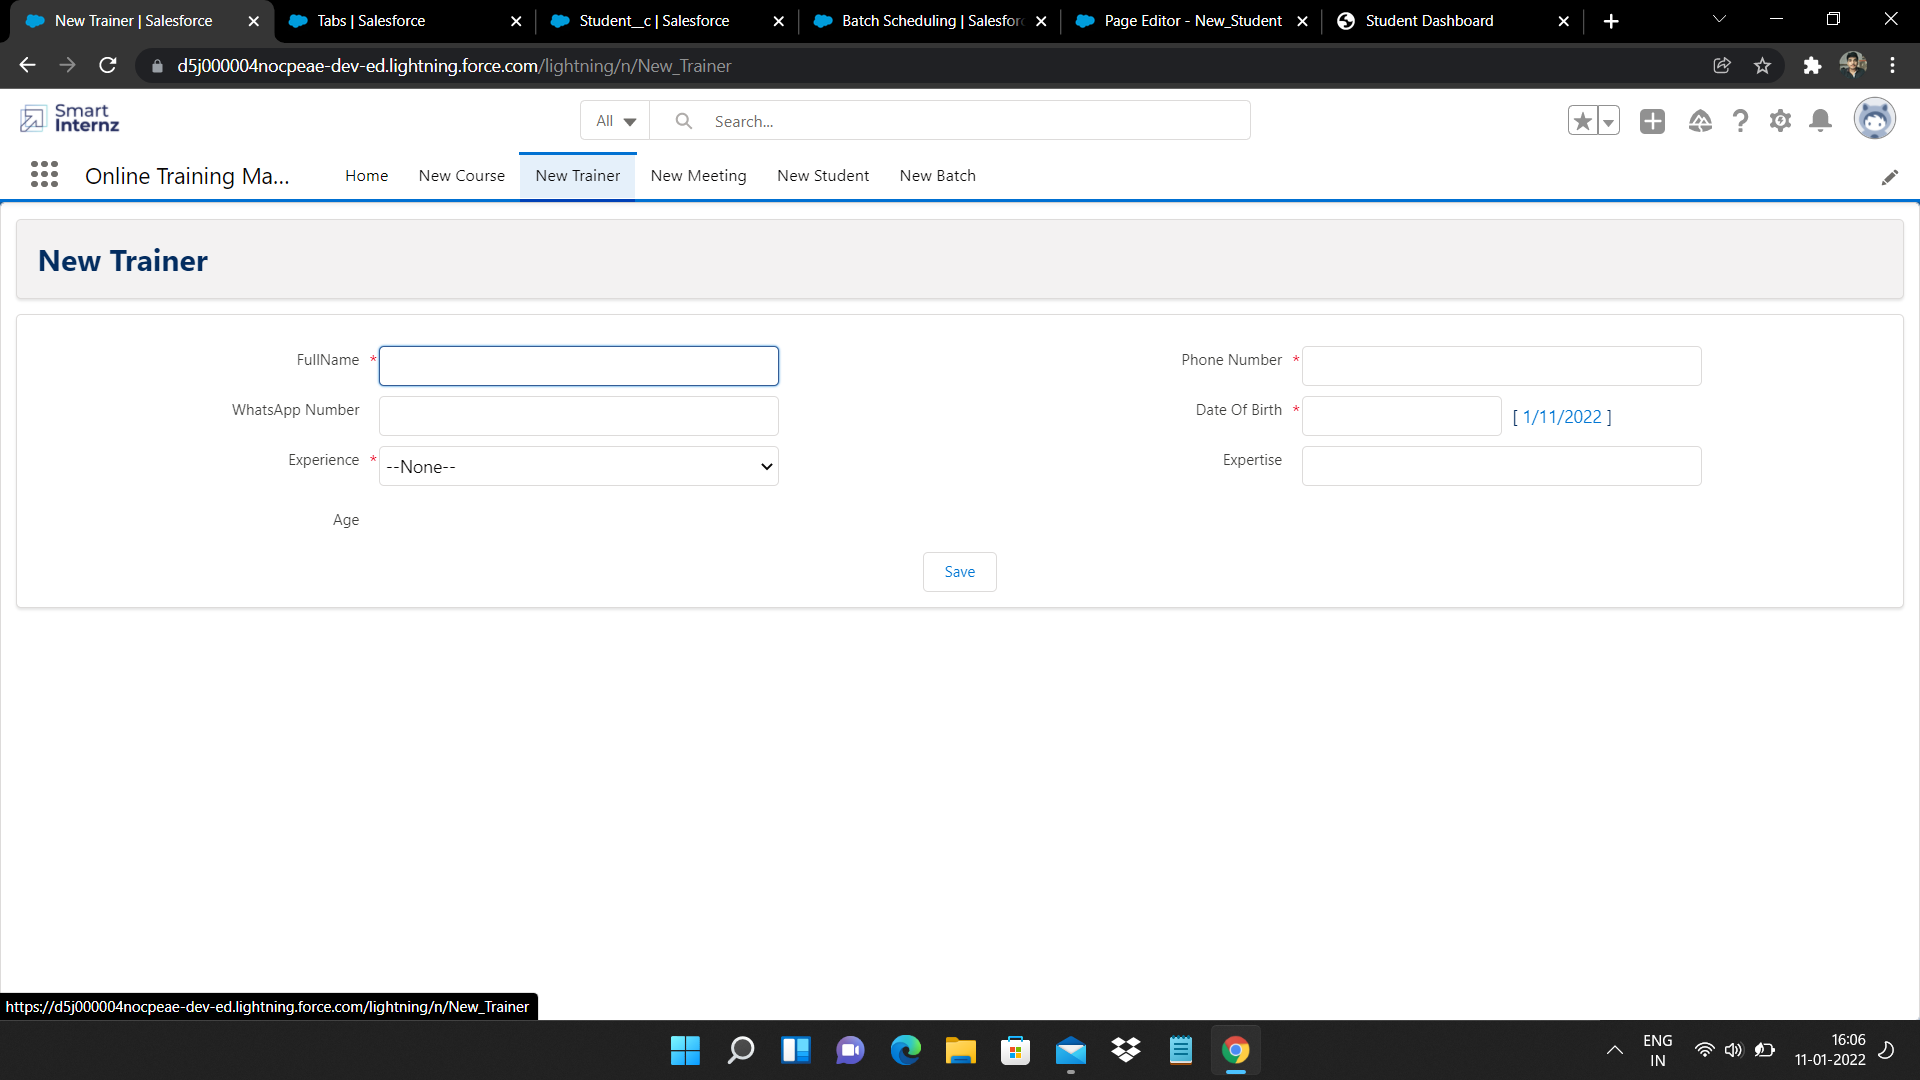 New Trainer | Salesforce
Tabs | Salesforce
Student__c | Salesforce
Batch Scheduling | Salesfor
Page Editor - New_Student
Student Dashboard
d5j000004nocpeae-dev-ed.lightning.force.com/lightning/n/New_Trainer
Smart
Internz
All
Search...
Online Training Ma...
Home
New Course
New Trainer
New Meeting
New Student
New Batch
New Trainer
FullName *
Phone Number *
WhatsApp Number
Date Of Birth *
[ 1/11/2022 ]
Experience *
--None--
Expertise
Age
Save
https://d5j000004nocpeae-dev-ed.lightning.force.com/lightning/n/New_Trainer
ENG
IN
16:06
11-01-2022